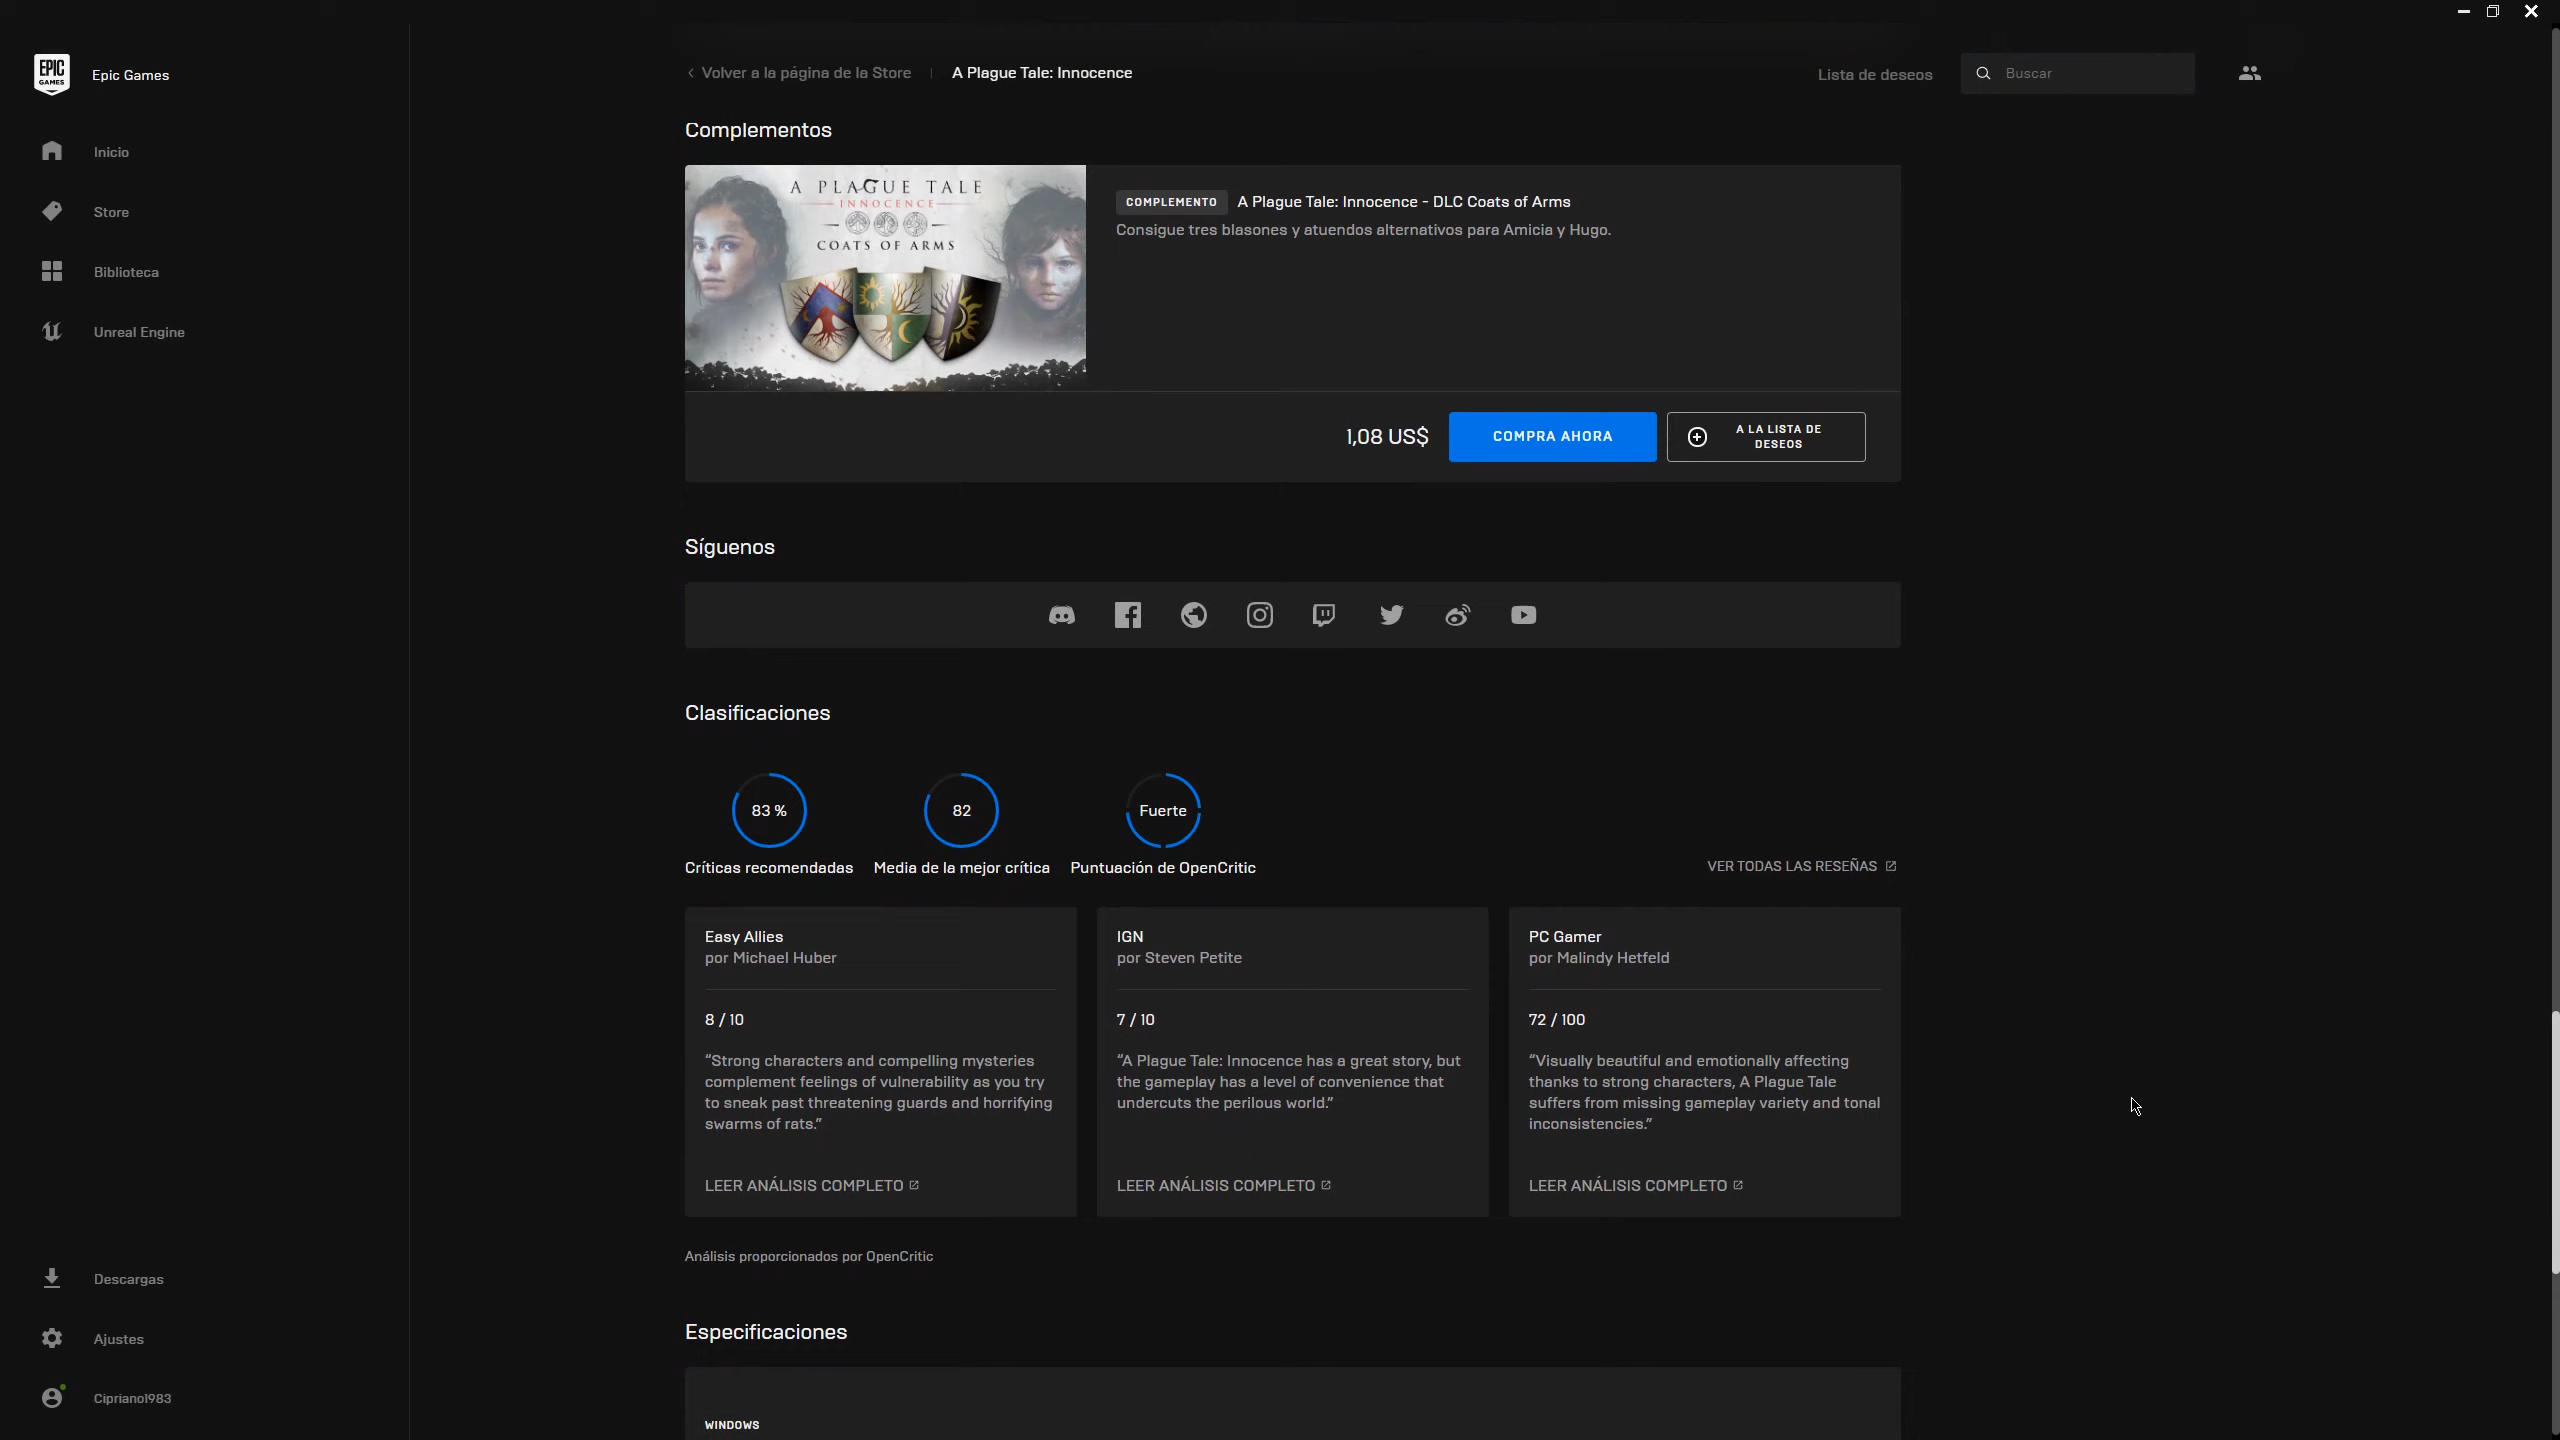 EPIC
GAMES
Epic Games
Inicio
Store
Biblioteca
Unreal Engine
Descargas
Ajustes
Cipriano1983
Volver a la página de la Store
A Plague Tale: Innocence
Lista de deseos
Buscar
Complementos
A PLAGUE TALE
INNOCENCE
COATS OF ARMS
COMPLEMENTO A Plague Tale: Innocence - DLC Coats of Arms
Consigue tres blasones y atuendos alternativos para Amicia y Hugo.
1,08 US$
COMPRA AHORA
A LA LISTA DE
DESEOS
Síguenos
Clasificaciones
83 %
Críticas recomendadas
82
Media de la mejor crítica
Fuerte
Puntuación de OpenCritic
VER TODAS LAS RESEÑAS
Easy Allies
por Michael Huber
8 / 10
“Strong characters and compelling mysteries
complement feelings of vulnerability as you try
to sneak past threatening guards and horrifying
swarms of rats.”
LEER ANÁLISIS COMPLETO
IGN
por Steven Petite
7 / 10
“A Plague Tale: Innocence has a great story, but
the gameplay has a level of convenience that
undercuts the perilous world.”
LEER ANÁLISIS COMPLETO
PC Gamer
por Malindy Hetfeld
72 / 100
“Visually beautiful and emotionally affecting
thanks to strong characters, A Plague Tale
suffers from missing gameplay variety and tonal
inconsistencies.”
LEER ANÁLISIS COMPLETO
Análisis proporcionados por OpenCritic
Especificaciones
WINDOWS